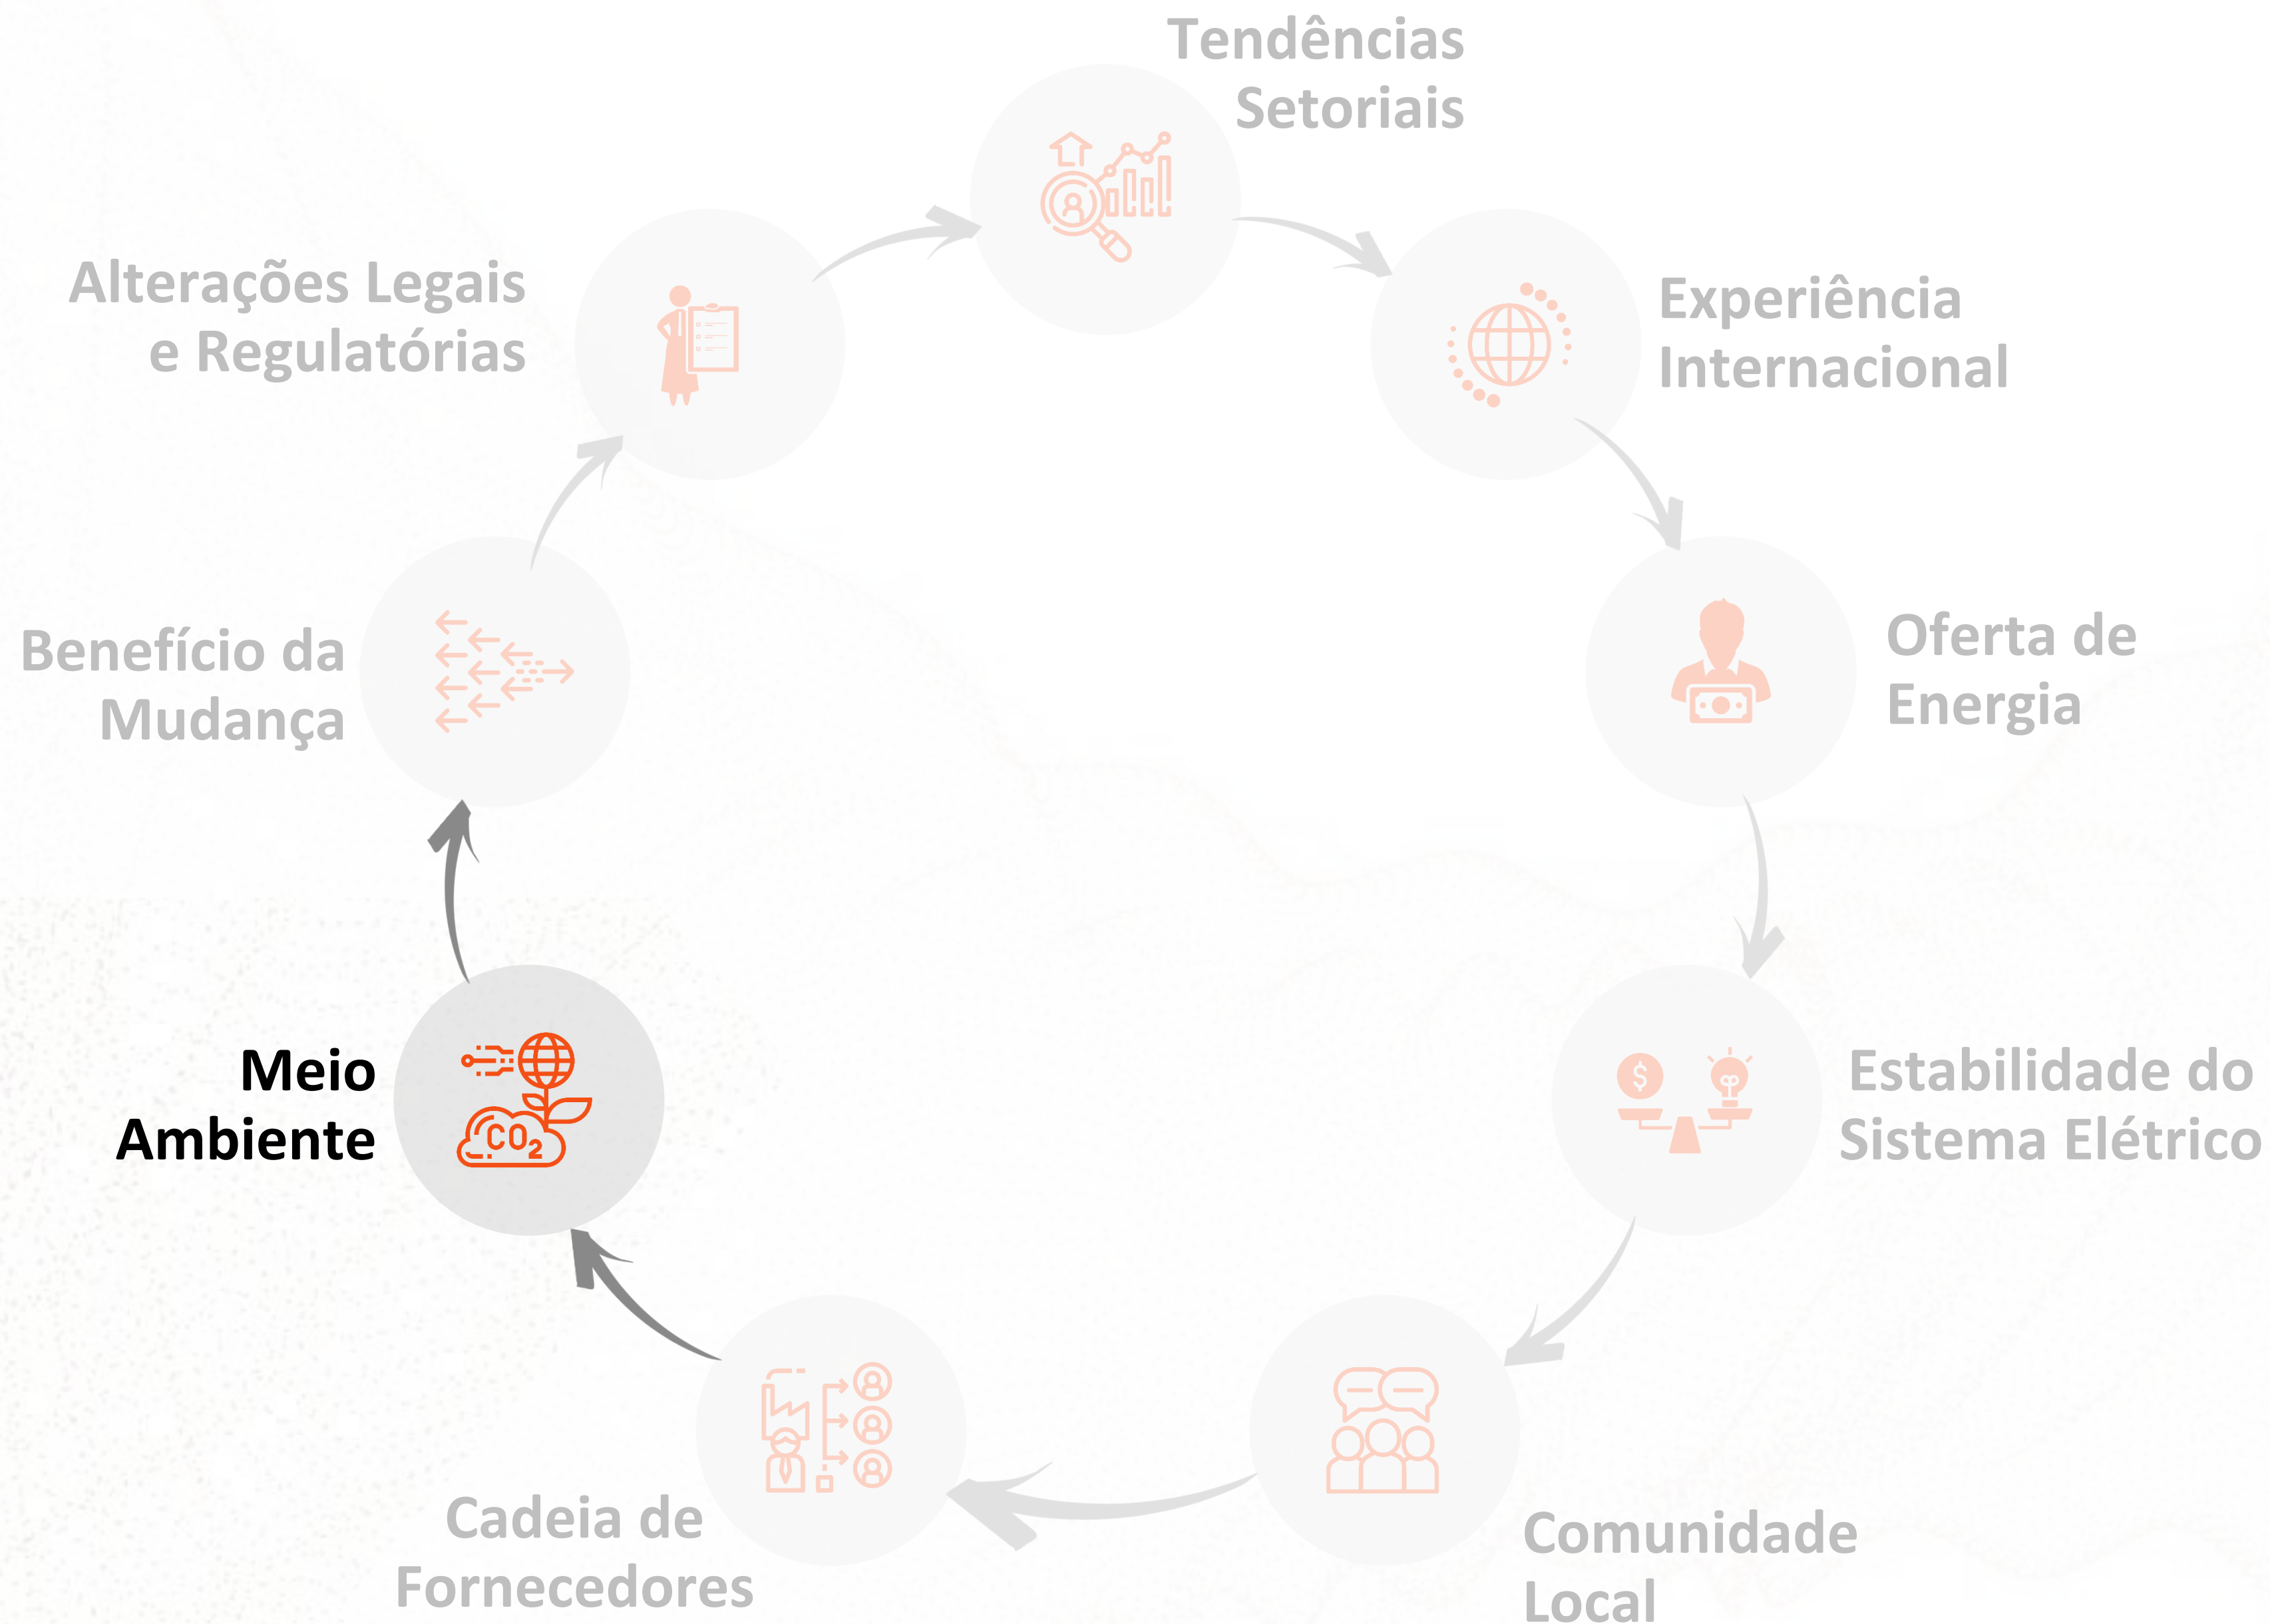 Tendências
Setoriais
Alterações Legais
e Regulatórias
Experiência
Internacional
Benefício da
Mudança
Oferta de
Energia
Meio
Ambiente
CO2
$
Estabilidade do
Sistema Elétrico
Cadeia de
Fornecedores
Comunidade
Local